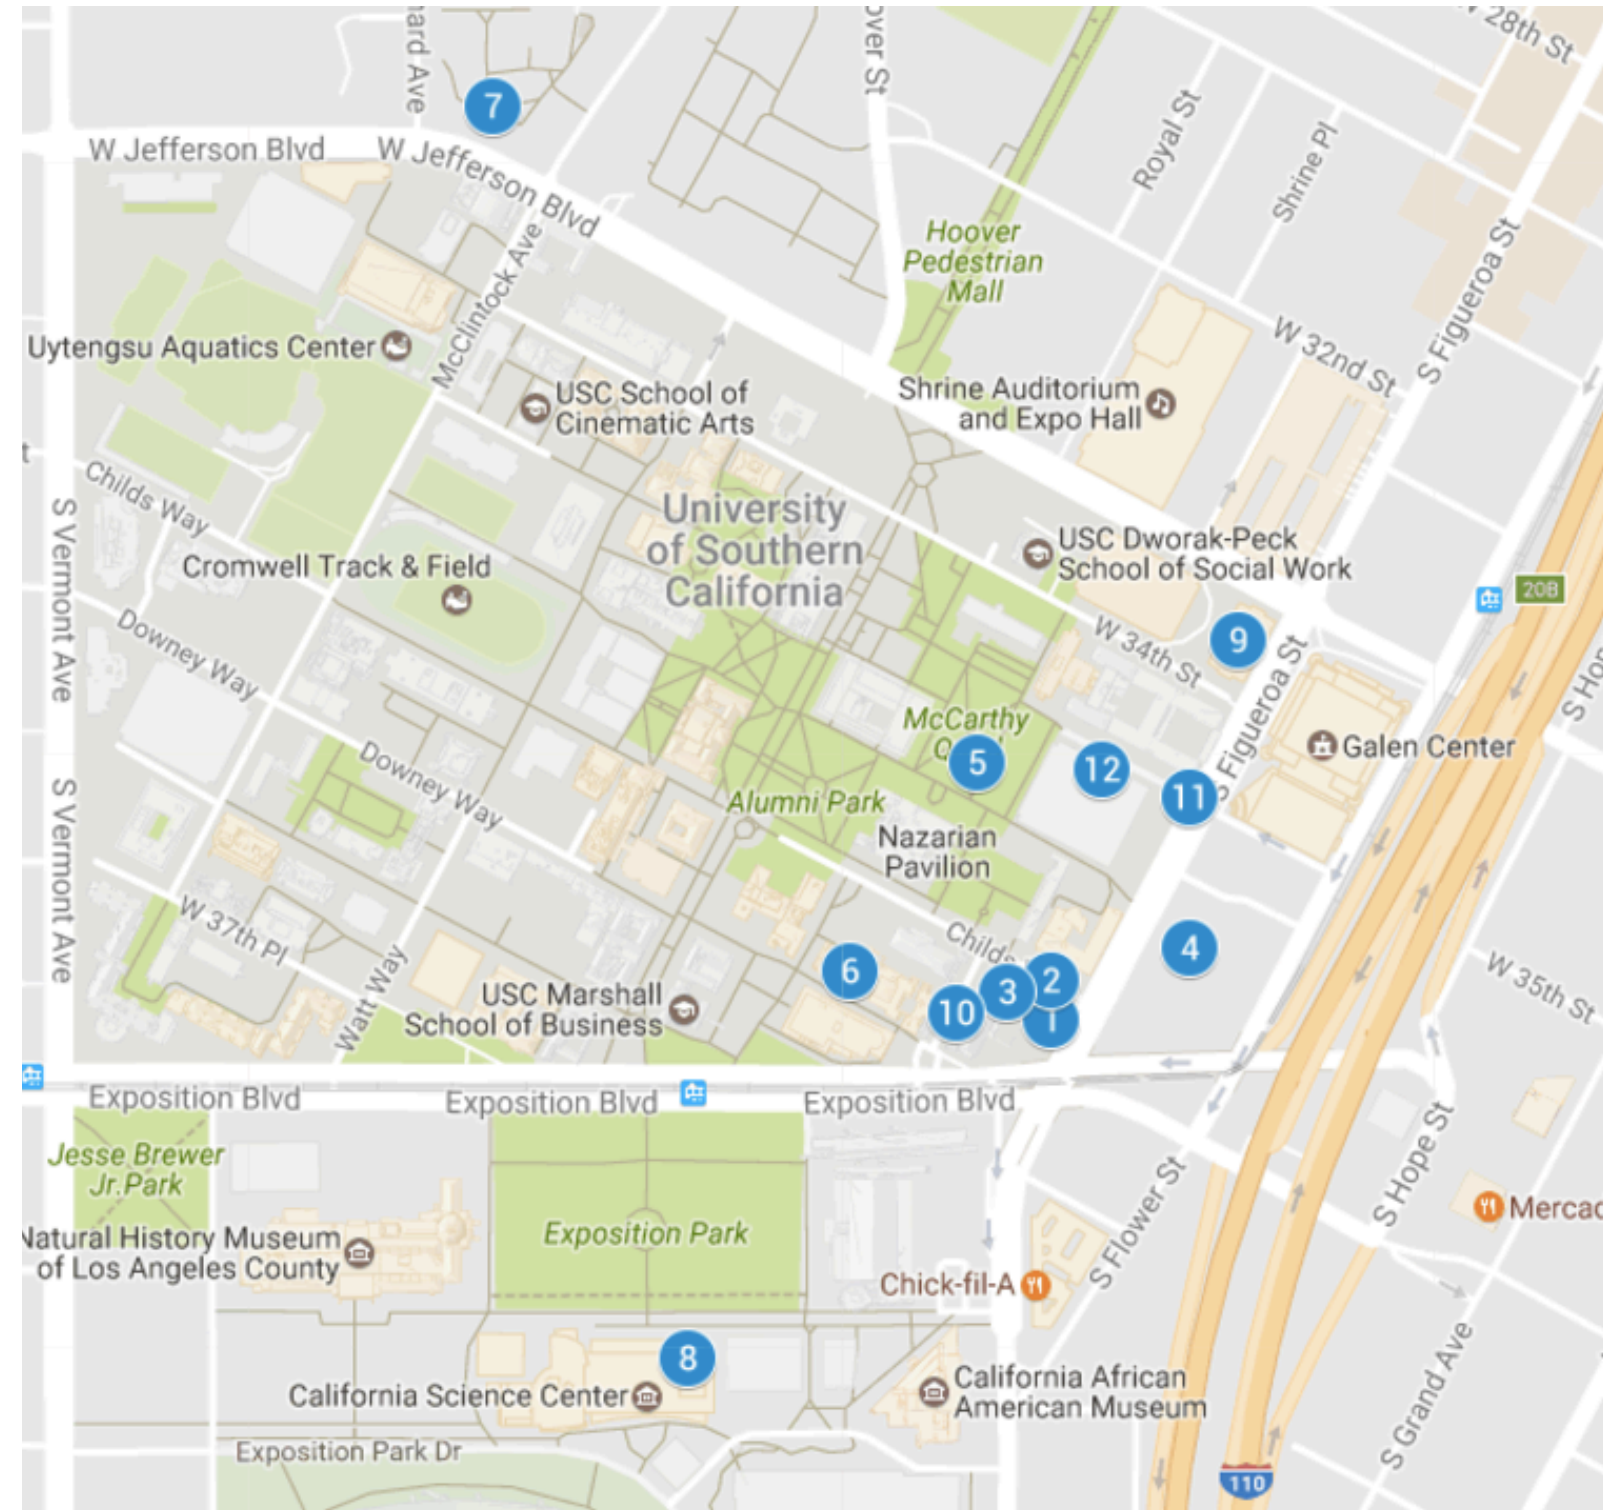 W 28th St
7
W Jefferson Blvd
W Jefferson Blvd
Royal St
Shrine Pl
Hoover
Pedestrian
Mall
S Figueroa St
McClintock Ave
Uytengsu Aquatics Center
W 32nd St
USC School of
Cinematic Arts
Shrine Auditorium
and Expo Hall
Childs Way
S Vermont Ave
University
of Southern
California
Cromwell Track & Field
USC Dworak-Peck
School of Social Work
20B
9
W 34th St
Downey Way
S Figueroa St
McCarthy
5
12
Galen Center
11
Downey Way
Alumni Park
Nazarian
Pavilion
S Vermont Ave
W 37th Pl
Childs
4
6
2
3
10
1
W 35th St
Watt Way
USC Marshall
School of Business
Exposition Blvd
Exposition Blvd
Exposition Blvd
Jesse Brewer
Jr.Park
S Hope St
S Flower St
Natural History Museum
of Los Angeles County
Exposition Park
Chick-fil-A
8
California Science Center
California African
American Museum
S Grand Ave
Exposition Park Dr
110